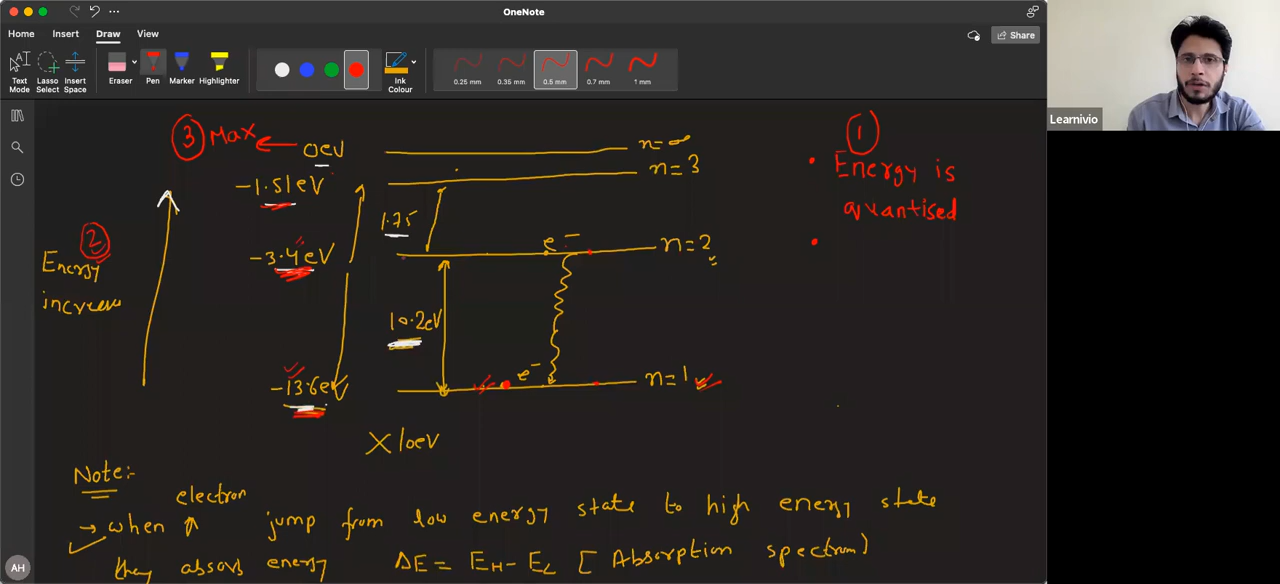 OneNote
Home Insert Draw View
Share
Text Mode
Lasso Select
Insert Space
Eraser
Pen
Marker
Highlighter
Ink Colour
0.25 mm
0.35 mm
0.5 mm
0.7 mm
1 mm
Learnivio
3 Max ← 0eV n=∞
-1.51eV n=3
1.75
-3.4eV e- n=2
2
Energy
increase
10.2eV
-13.6eV e- n=1
X 10eV
1
• Energy is
quantised
•
Note:-
→ when electron jump from low energy state to high energy state
they absorb energy ΔE = EH - EL [Absorption spectrum)
AH